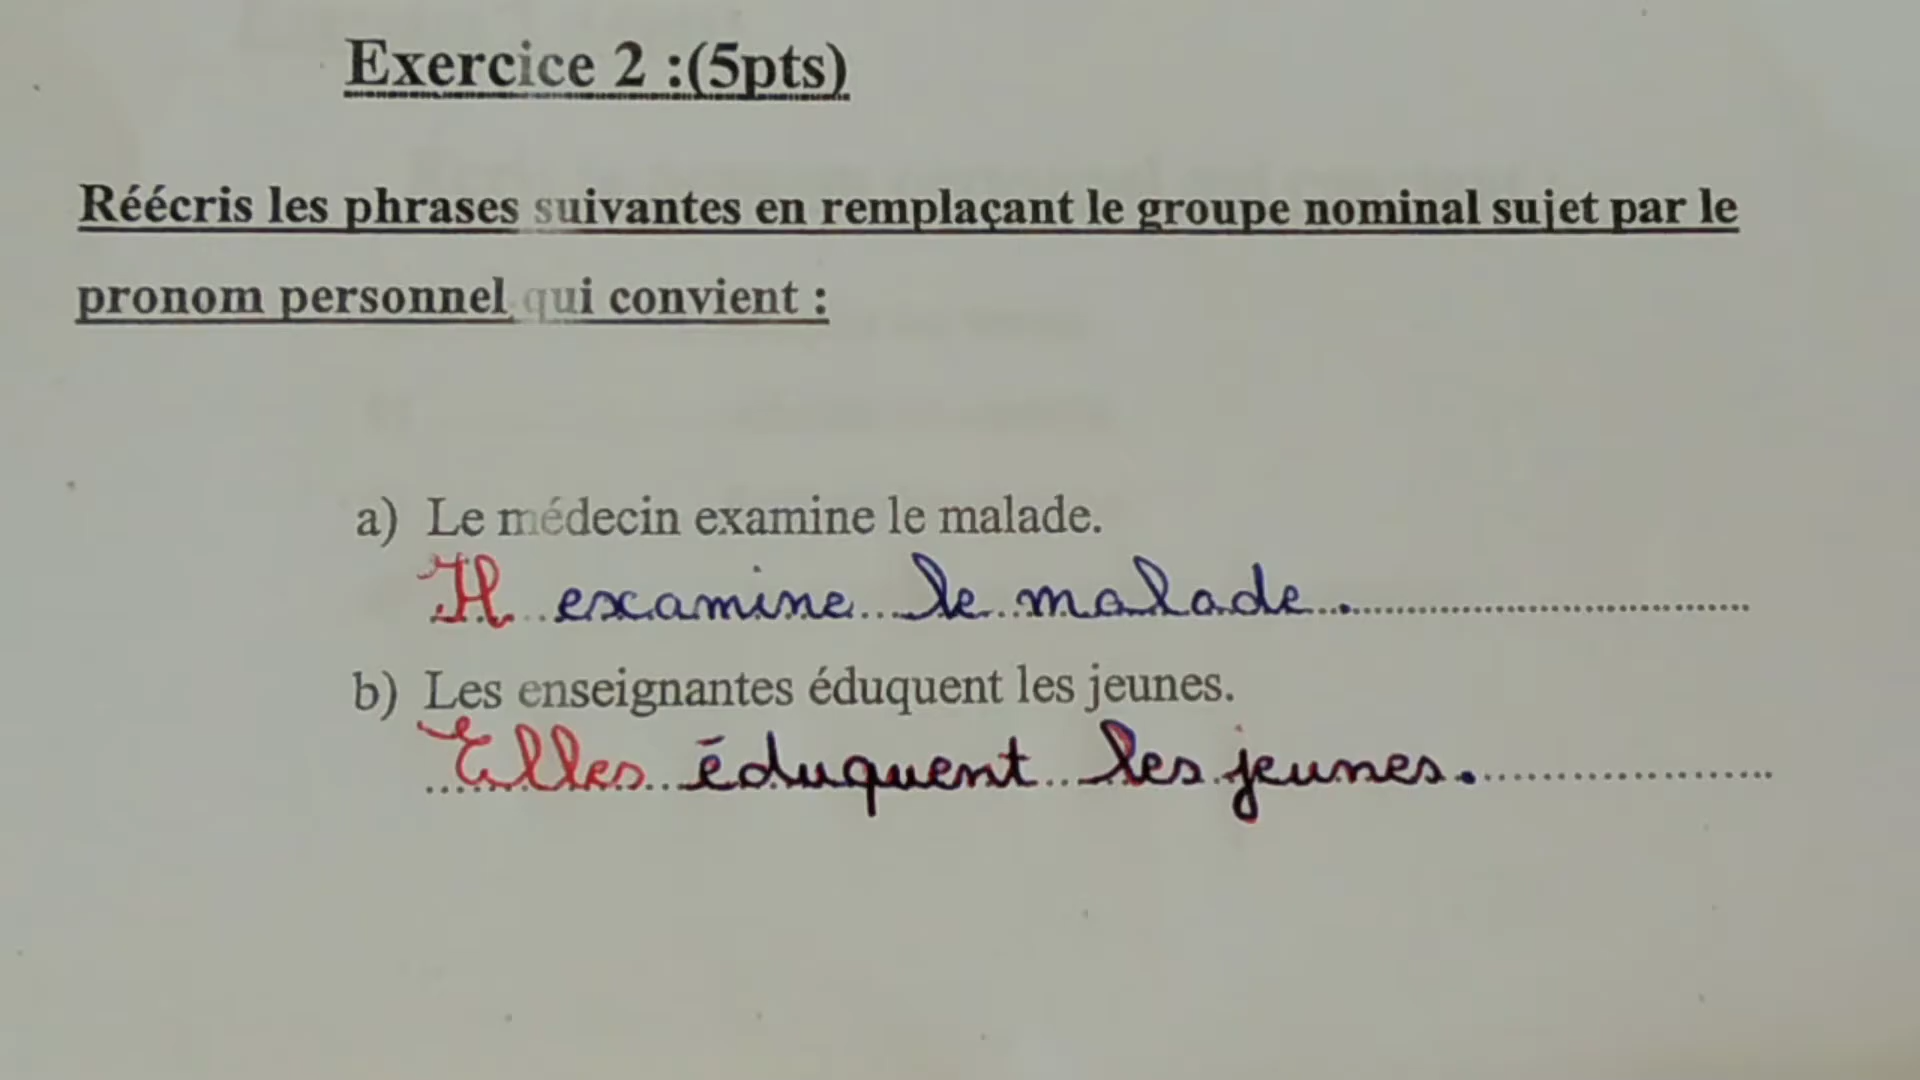 Exercice 2 :(5pts)
Réécris les phrases suivantes en remplaçant le groupe nominal sujet par le
pronom personnel qui convient :
a) Le médecin examine le malade.
Il examine le malade.
b) Les enseignantes éduquent les jeunes.
Elles éduquent les jeunes.